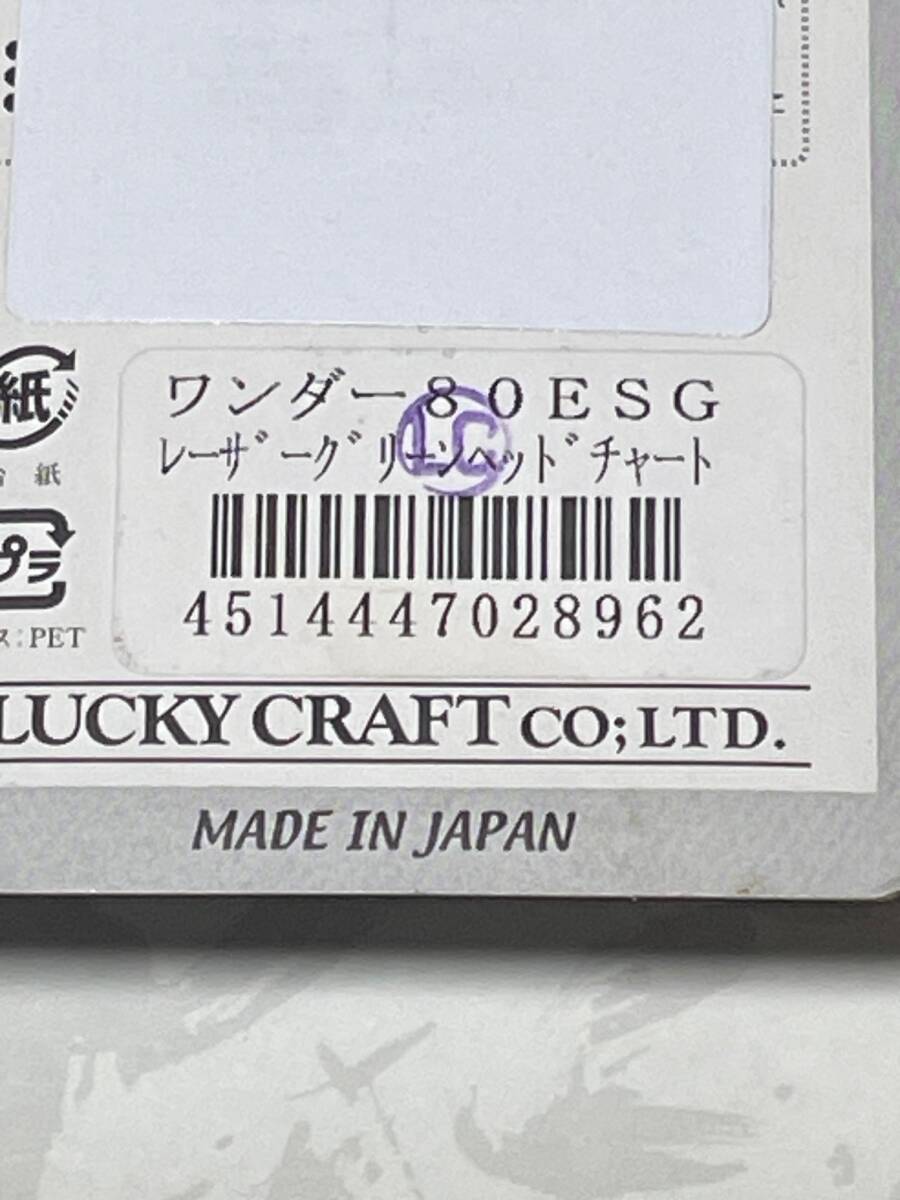 ワンダー80ESG
LC
ﾚｰｻﾞｰｸﾞﾘｰﾝﾍｯﾄﾞﾁｬｰﾄ
紙
紙
4514447028962
プラ
ス:PET
LUCKY CRAFT CO;LTD.
MADE IN JAPAN